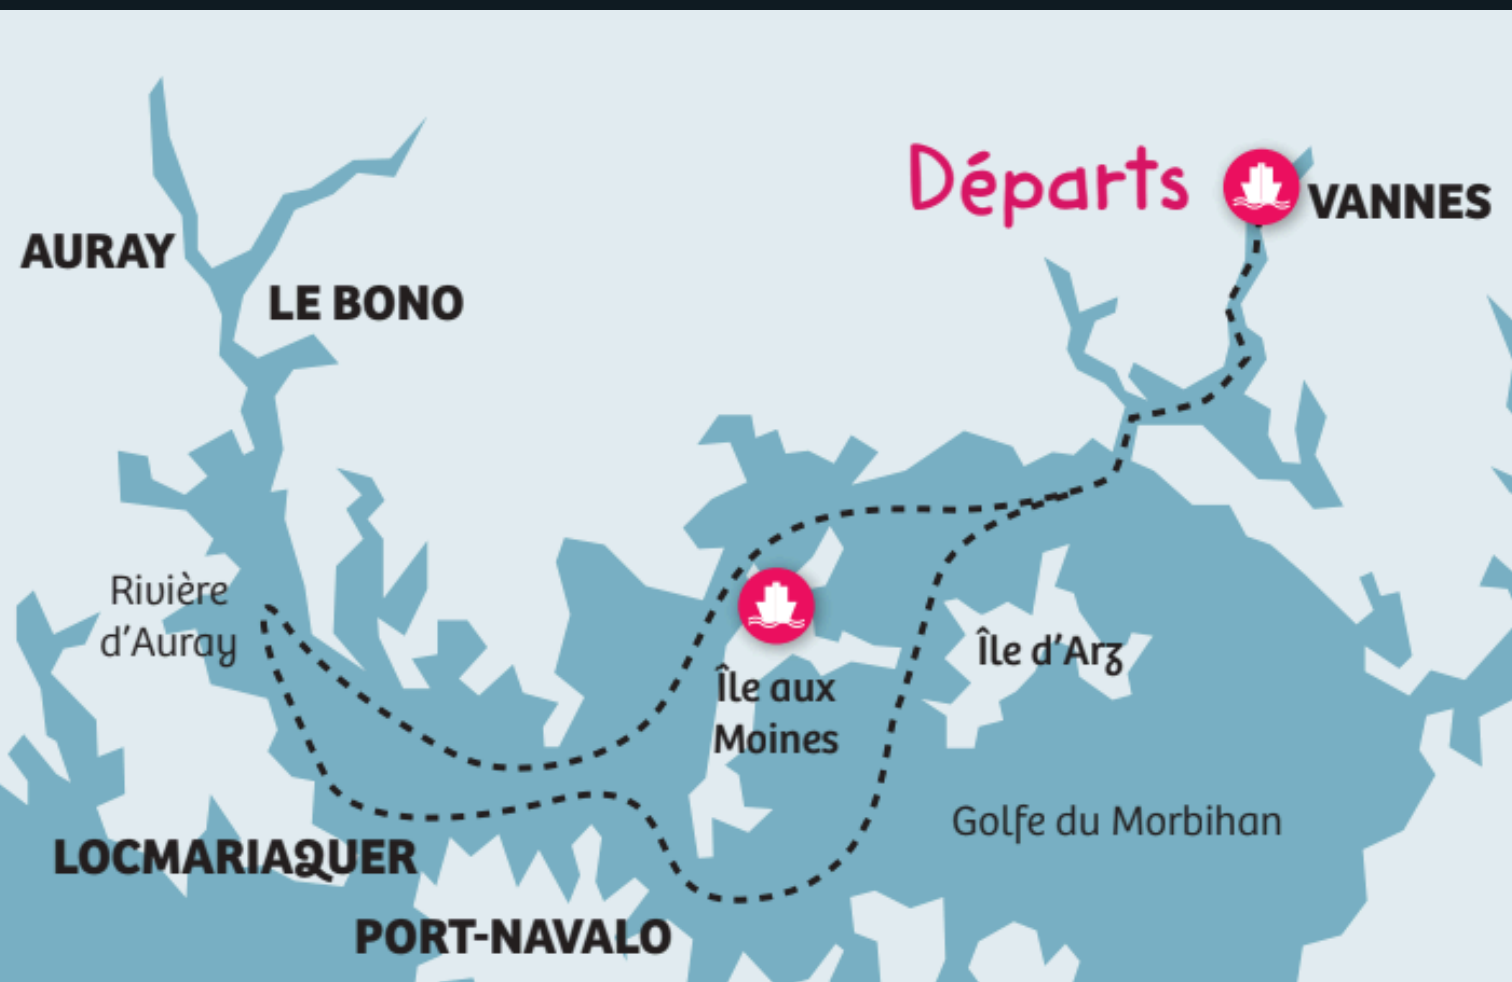 Départs
VANNES
AURAY
LE BONO
Rivière
d'Auray
Île d'Arz
Île aux
Moines
Golfe du Morbihan
LOCMARIAQUER
PORT-NAVALO